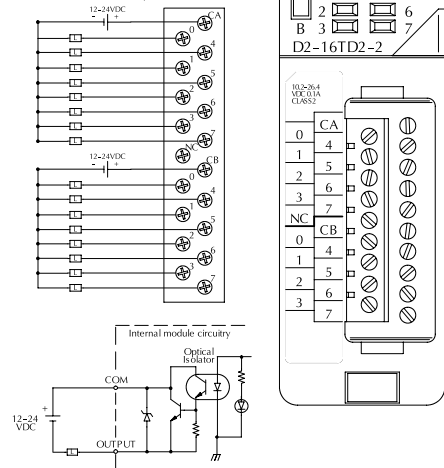 12-24VDC
- +
CA
L 0
L 4
L 1
L 5
L 2
L 6
L 3
L 7
NC
12-24VDC
- +
CB
L 0
L 4
L 1
L 5
L 2
L 6
L 3
L 7
Internal module circuitry
Optical
Isolator
COM
+
12-24
VDC
L
OUTPUT
2 6
B 3 7
D2-16TD2-2
10.2-26.4
VDC 0.1A
CLASS2
CA
0
4
1
5
2
6
3
7
NC
CB
0
4
1
5
2
6
3
7